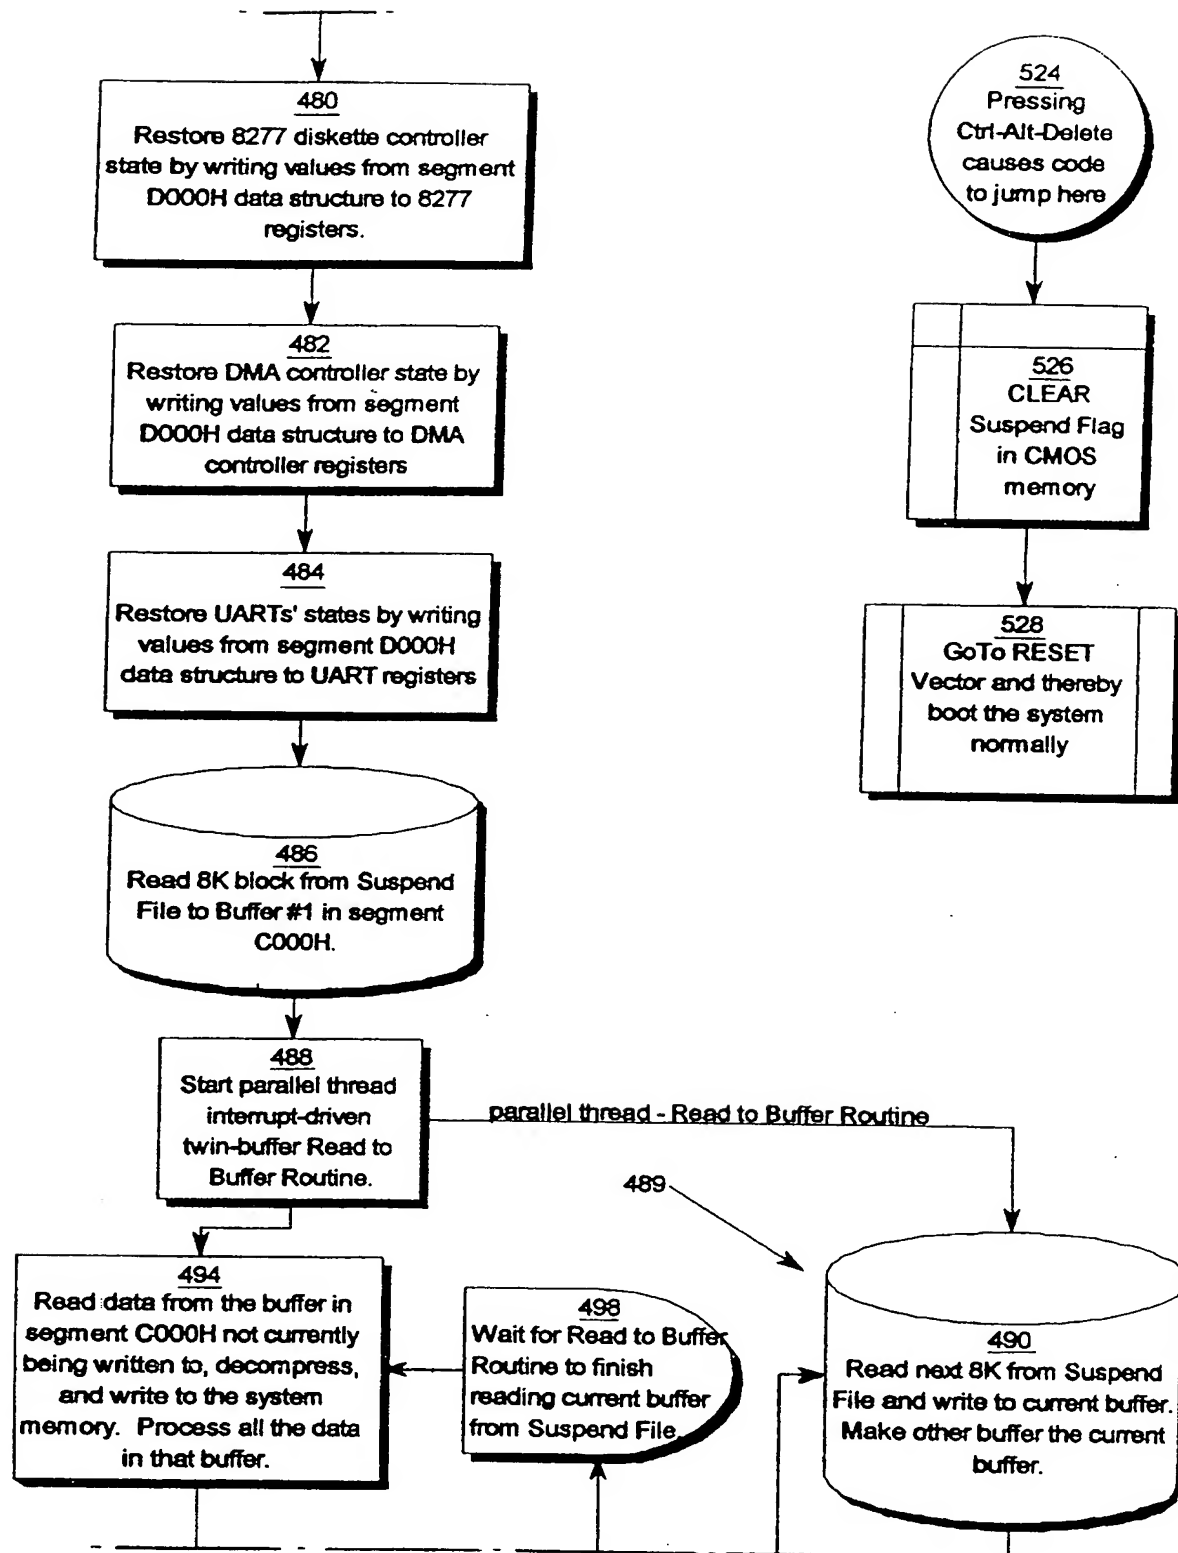 480
Restore 8277 diskette controller
state by writing values from segment
D000H data structure to 8277
registers.
482
Restore DMA controller state by
writing values from segment
D000H data structure to DMA
controller registers
484
Restore UARTs' states by writing
values from segment D000H
data structure to UART registers
486
Read 8K block from Suspend
File to Buffer #1 in segment
C000H.
488
Start parallel thread
interrupt-driven
twin-buffer Read to
Buffer Routine.
parallel thread - Read to Buffer Routine
489
490
Read next 8K from Suspend
File and write to current buffer.
Make other buffer the current
buffer.
494
Read data from the buffer in
segment C000H not currently
being written to, decompress,
and write to the system
memory. Process all the data
in that buffer.
498
Wait for Read to Buffer
Routine to finish
reading current buffer
from Suspend File.
524
Pressing
Ctrl-Alt-Delete
causes code
to jump here
526
CLEAR
Suspend Flag
in CMOS
memory
528
GoTo RESET
Vector and thereby
boot the system
normally